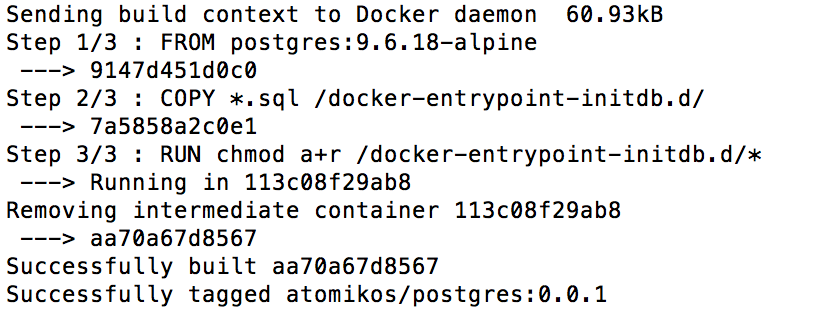 Sending build context to Docker daemon  60.93kB
Step 1/3 : FROM postgres:9.6.18-alpine
 ---> 9147d451d0c0
Step 2/3 : COPY *.sql /docker-entrypoint-initdb.d/
 ---> 7a5858a2c0e1
Step 3/3 : RUN chmod a+r /docker-entrypoint-initdb.d/*
 ---> Running in 113c08f29ab8
Removing intermediate container 113c08f29ab8
 ---> aa70a67d8567
Successfully built aa70a67d8567
Successfully tagged atomikos/postgres:0.0.1